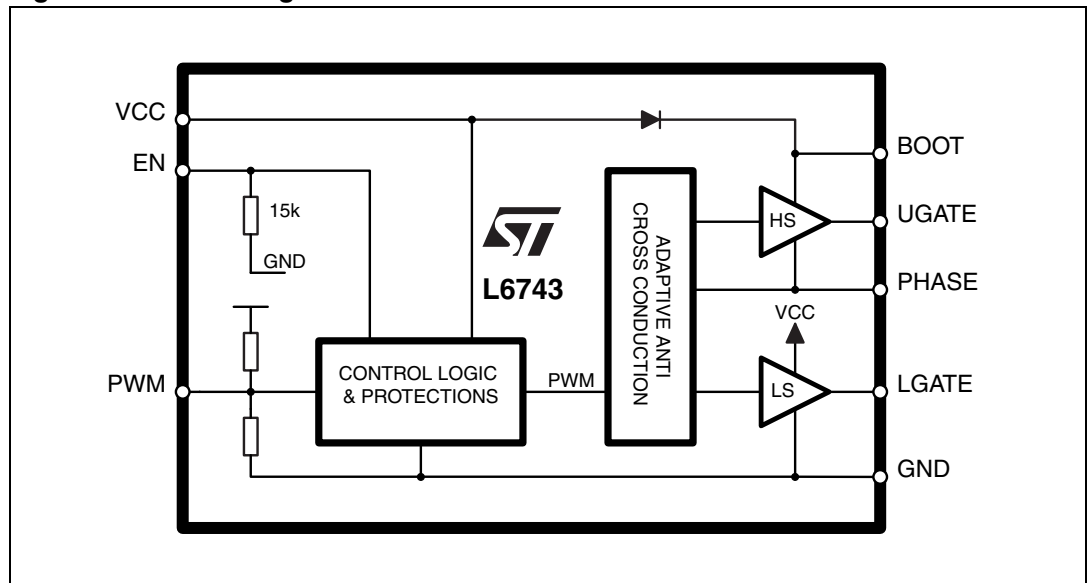 VCC
EN
15k
GND
PWM
ST
L6743
CONTROL LOGIC
& PROTECTIONS
PWM
ADAPTIVE ANTI
CROSS CONDUCTION
HS
VCC
LS
BOOT
UGATE
PHASE
LGATE
GND